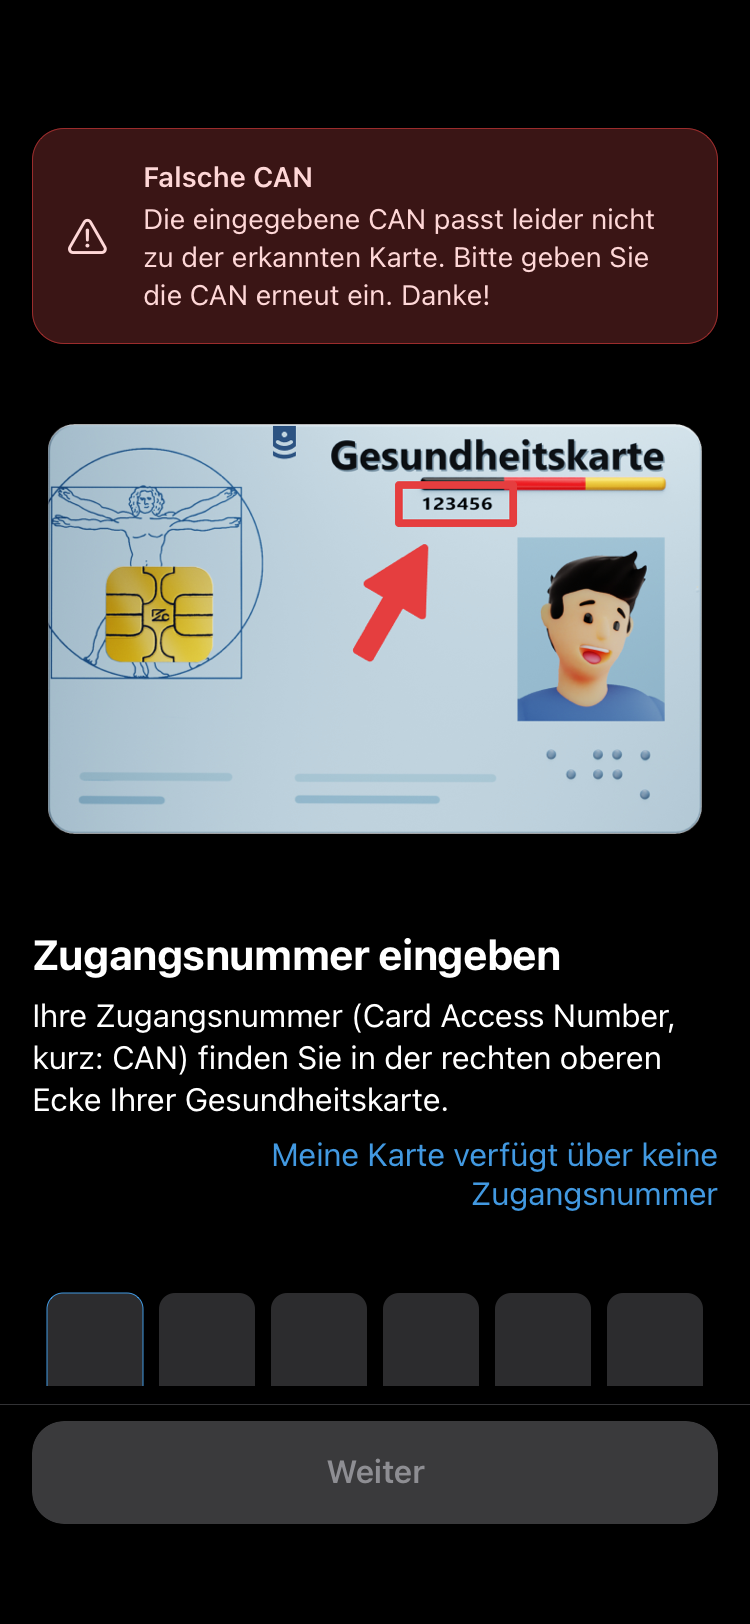 Falsche CAN
Die eingegebene CAN passt leider nicht
zu der erkannten Karte. Bitte geben Sie
die CAN erneut ein. Danke!
Gesundheitskarte
123456
Zugangsnummer eingeben
Ihre Zugangsnummer (Card Access Number,
kurz: CAN) finden Sie in der rechten oberen
Ecke Ihrer Gesundheitskarte.
Meine Karte verfügt über keine
Zugangsnummer
Weiter